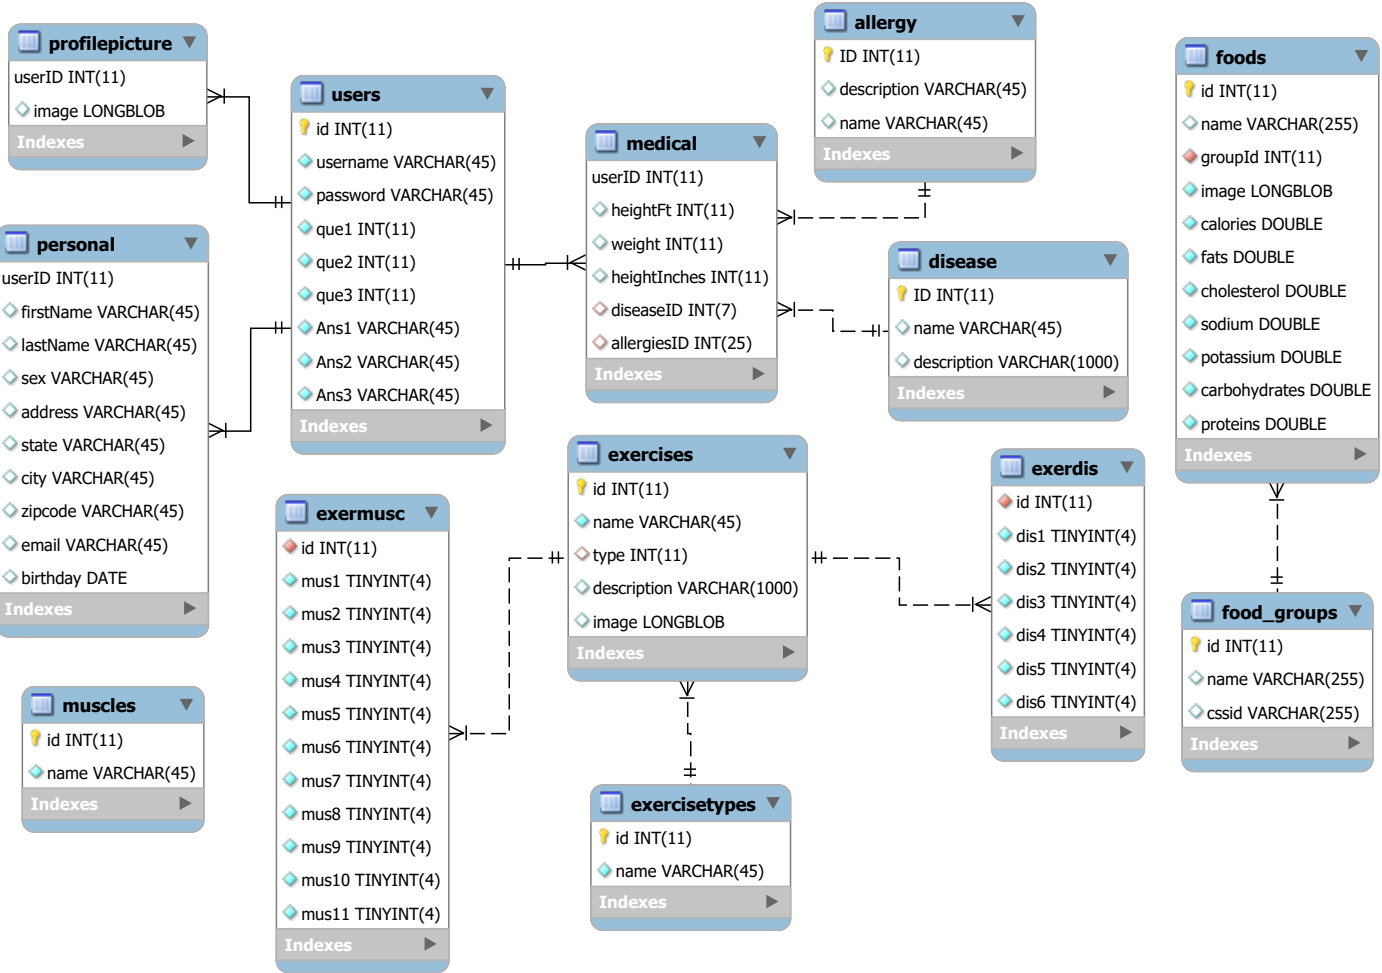 profilepicture
userID INT(11)
image LONGBLOB
Indexes
personal
userID INT(11)
firstName VARCHAR(45)
lastName VARCHAR(45)
sex VARCHAR(45)
address VARCHAR(45)
state VARCHAR(45)
city VARCHAR(45)
zipcode VARCHAR(45)
email VARCHAR(45)
birthday DATE
Indexes
muscles
id INT(11)
name VARCHAR(45)
Indexes
users
id INT(11)
username VARCHAR(45)
password VARCHAR(45)
que1 INT(11)
que2 INT(11)
que3 INT(11)
Ans1 VARCHAR(45)
Ans2 VARCHAR(45)
Ans3 VARCHAR(45)
Indexes
exermusc
id INT(11)
mus1 TINYINT(4)
mus2 TINYINT(4)
mus3 TINYINT(4)
mus4 TINYINT(4)
mus5 TINYINT(4)
mus6 TINYINT(4)
mus7 TINYINT(4)
mus8 TINYINT(4)
mus9 TINYINT(4)
mus10 TINYINT(4)
mus11 TINYINT(4)
Indexes
medical
userID INT(11)
heightFt INT(11)
weight INT(11)
heightInches INT(11)
diseaseID INT(7)
allergiesID INT(25)
Indexes
exercises
id INT(11)
name VARCHAR(45)
type INT(11)
description VARCHAR(1000)
image LONGBLOB
Indexes
exercisetypes
id INT(11)
name VARCHAR(45)
Indexes
allergy
ID INT(11)
description VARCHAR(45)
name VARCHAR(45)
Indexes
disease
ID INT(11)
name VARCHAR(45)
description VARCHAR(1000)
Indexes
exerdis
id INT(11)
dis1 TINYINT(4)
dis2 TINYINT(4)
dis3 TINYINT(4)
dis4 TINYINT(4)
dis5 TINYINT(4)
dis6 TINYINT(4)
Indexes
foods
id INT(11)
name VARCHAR(255)
groupId INT(11)
image LONGBLOB
calories DOUBLE
fats DOUBLE
cholesterol DOUBLE
sodium DOUBLE
potassium DOUBLE
carbohydrates DOUBLE
proteins DOUBLE
Indexes
food_groups
id INT(11)
name VARCHAR(255)
cssid VARCHAR(255)
Indexes